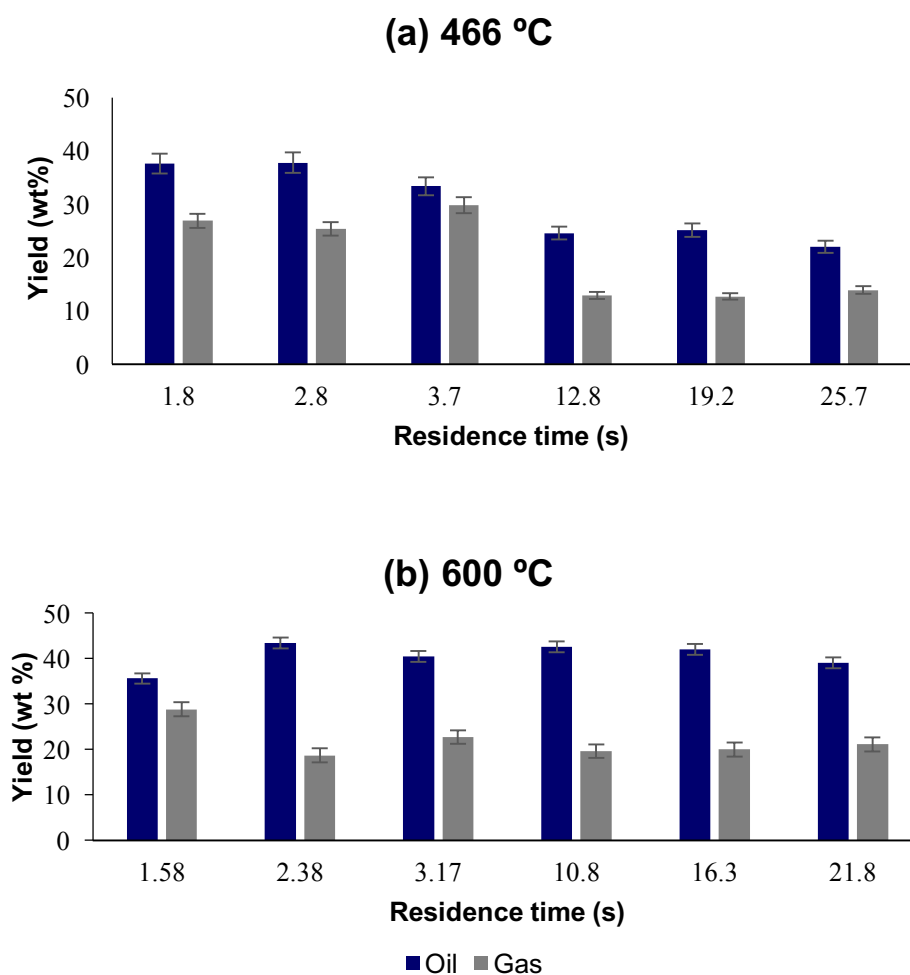 (a) 466 ºC
50
40
30
20
10
0
Yield (wt%)
1.8 2.8 3.7 12.8 19.2 25.7
Residence time (s)
(b) 600 ºC
50
40
30
20
10
0
Yield (wt %)
1.58 2.38 3.17 10.8 16.3 21.8
Residence time (s)
Oil Gas